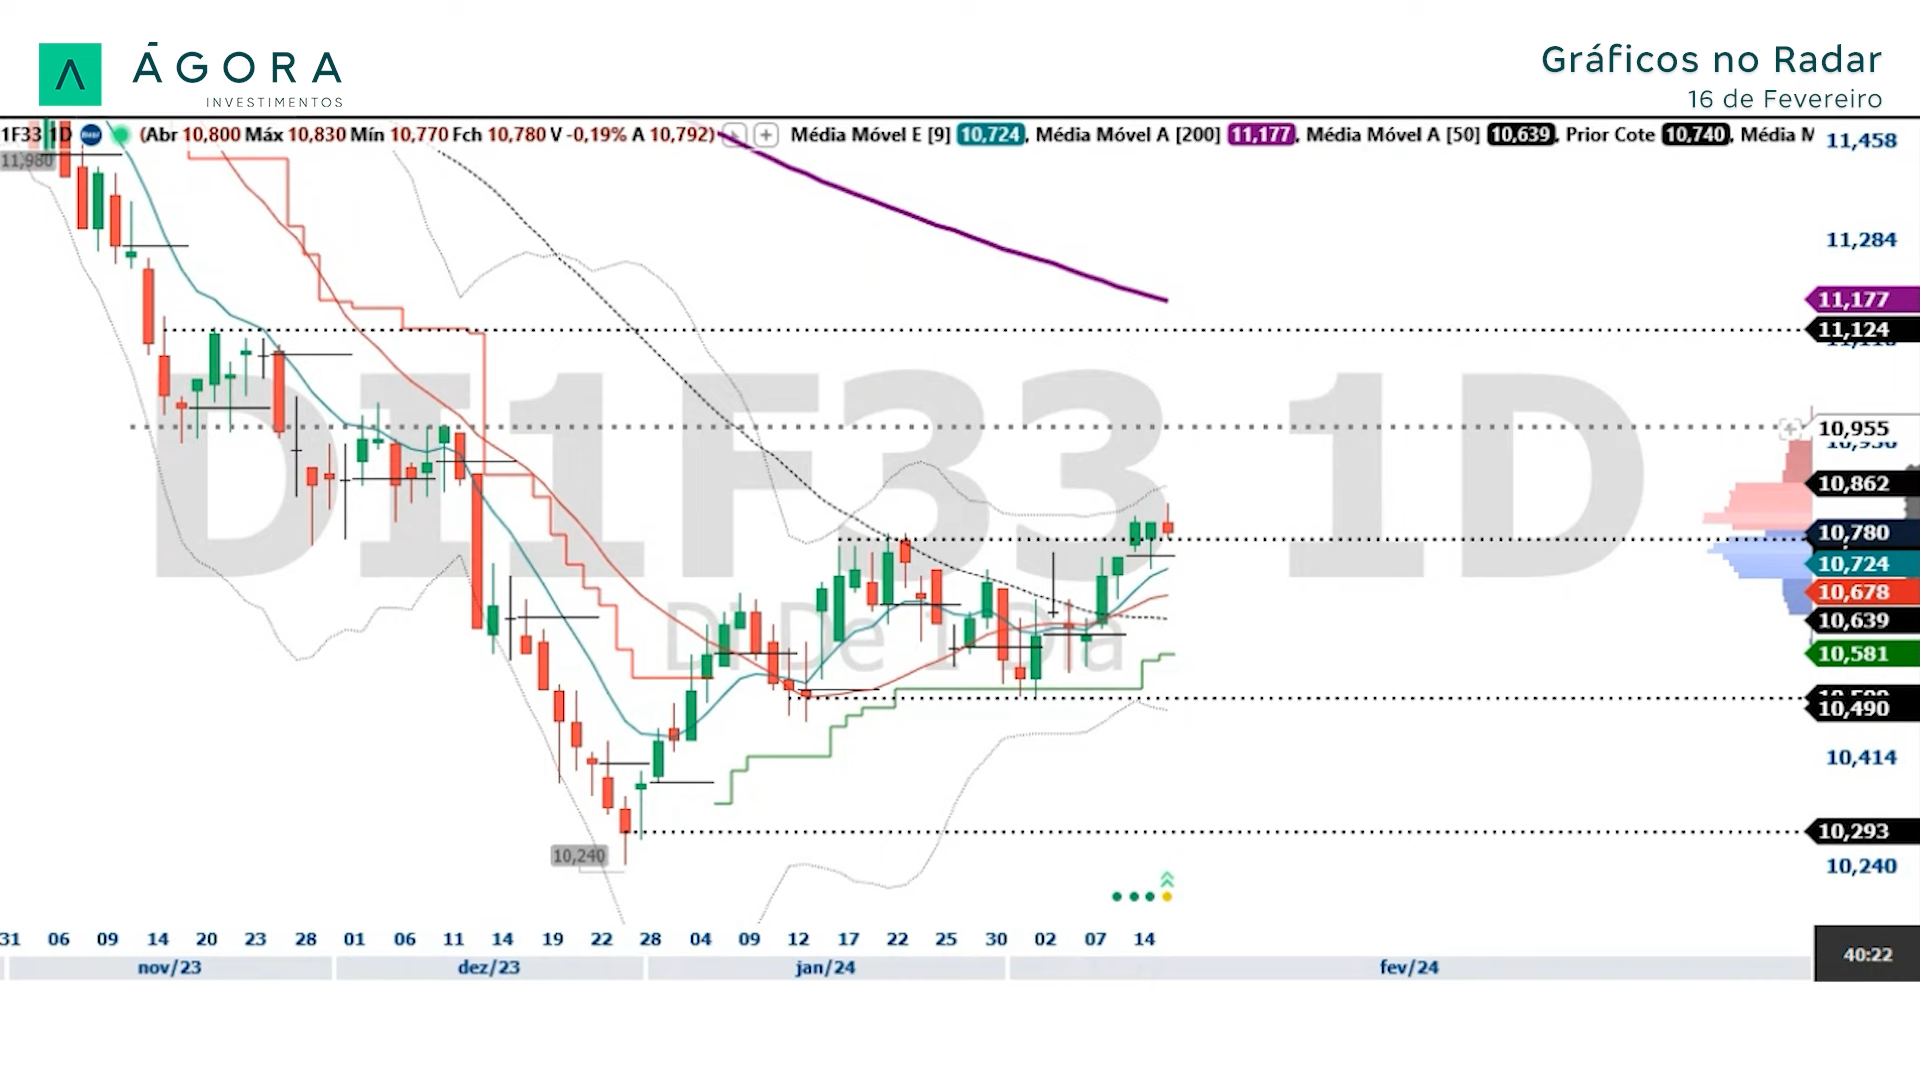 ÁGORA
INVESTIMENTOS
Gráficos no Radar
16 de Fevereiro
1F33 1D (Abr 10,800 Máx 10,830 Mín 10,770 Fch 10,780 V -0,19% A 10,792) Média Móvel E [9] 10,724, Média Móvel A [200] 11,177, Média Móvel A [50] 10,639, Prior Cote 10,740, Média M
11,980
DI1F33 1D
DI De 1 Dia
10,240
11,458
11,284
11,177
11,124
10,955
10,862
10,780
10,724
10,678
10,639
10,581
10,490
10,414
10,293
10,240
31 06 09 14 20 23 28 01 06 11 14 19 22 28 04 09 12 17 22 25 30 02 07 14
nov/23 dez/23 jan/24 fev/24
40:22